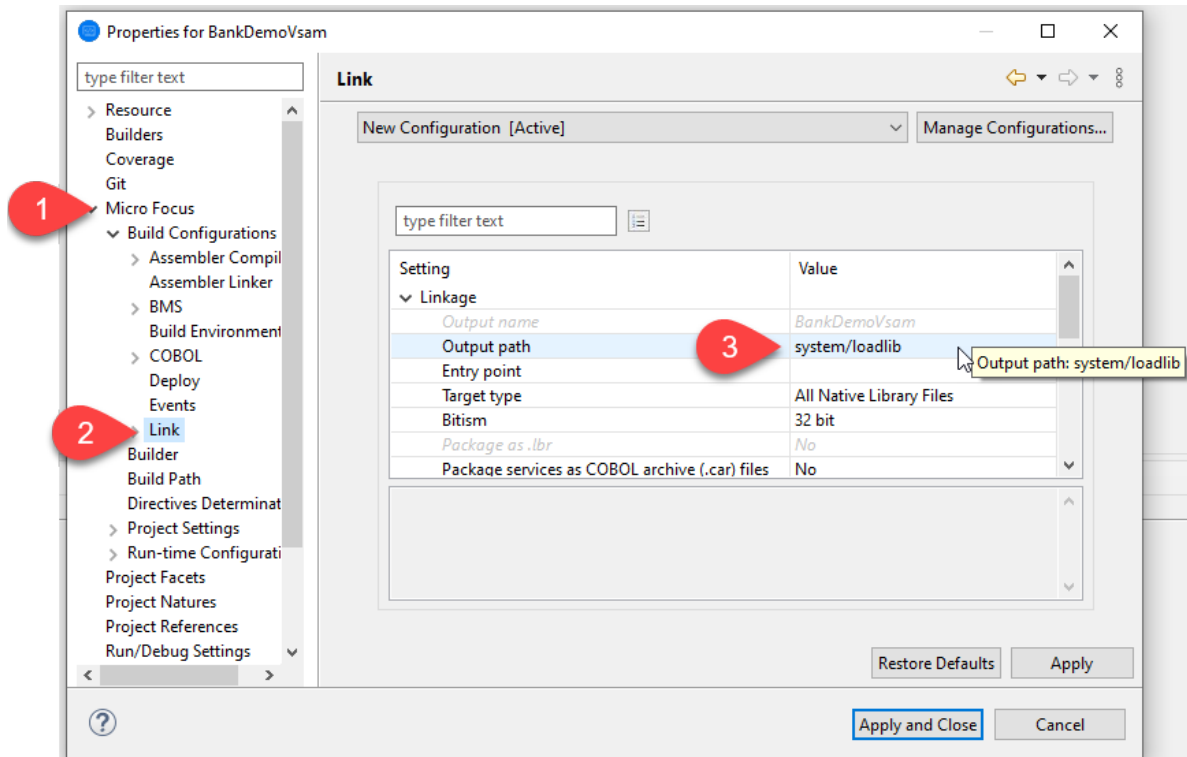 Properties for BankDemoVsam
type filter text
Resource
Builders
Coverage
Git
1
Micro Focus
Build Configurations
Assembler Compil
Assembler Linker
BMS
Build Environment
COBOL
Deploy
Events
2
Link
Builder
Build Path
Directives Determinat
Project Settings
Run-time Configurati
Project Facets
Project Natures
Project References
Run/Debug Settings
Link
New Configuration [Active]
Manage Configurations...
type filter text
Setting Value
Linkage
Output name BankDemoVsam
Output path 3 system/loadlib
Output path: system/loadlib
Entry point
Target type All Native Library Files
Bitism 32 bit
Package as .lbr No
Package services as COBOL archive (.car) files No
Restore Defaults Apply
? Apply and Close Cancel